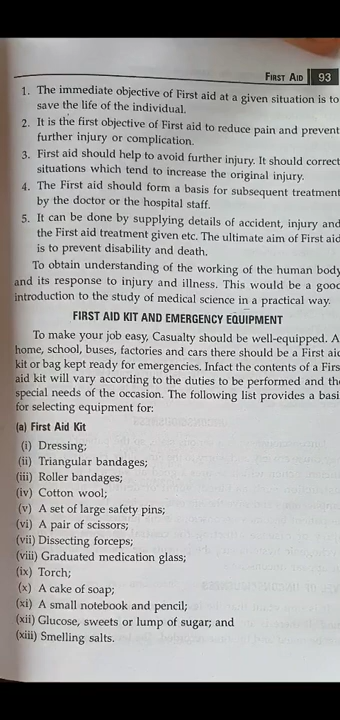 FIRST AID 93
1. The immediate objective of First aid at a given situation is to
save the life of the individual.
2. It is the first objective of First aid to reduce pain and prevent
further injury or complication.
3. First aid should help to avoid further injury. It should correct
situations which tend to increase the original injury.
4. The First aid should form a basis for subsequent treatment
by the doctor or the hospital staff.
5. It can be done by supplying details of accident, injury and
the First aid treatment given etc. The ultimate aim of First aid
is to prevent disability and death.
To obtain understanding of the working of the human body
and its response to injury and illness. This would be a good
introduction to the study of medical science in a practical way.
FIRST AID KIT AND EMERGENCY EQUIPMENT
To make your job easy, Casualty should be well-equipped. A
home, school, buses, factories and cars there should be a First aid
kit or bag kept ready for emergencies. Infact the contents of a Firs
aid kit will vary according to the duties to be performed and the
special needs of the occasion. The following list provides a basi
for selecting equipment for:
(a) First Aid Kit
(i) Dressing;
(ii) Triangular bandages;
(iii) Roller bandages;
(iv) Cotton wool;
(v) A set of large safety pins;
(vi) A pair of scissors;
(vii) Dissecting forceps;
(viii) Graduated medication glass;
(ix) Torch;
(x) A cake of soap;
(xi) A small notebook and pencil;
(xii) Glucose, sweets or lump of sugar; and
(xiii) Smelling salts.